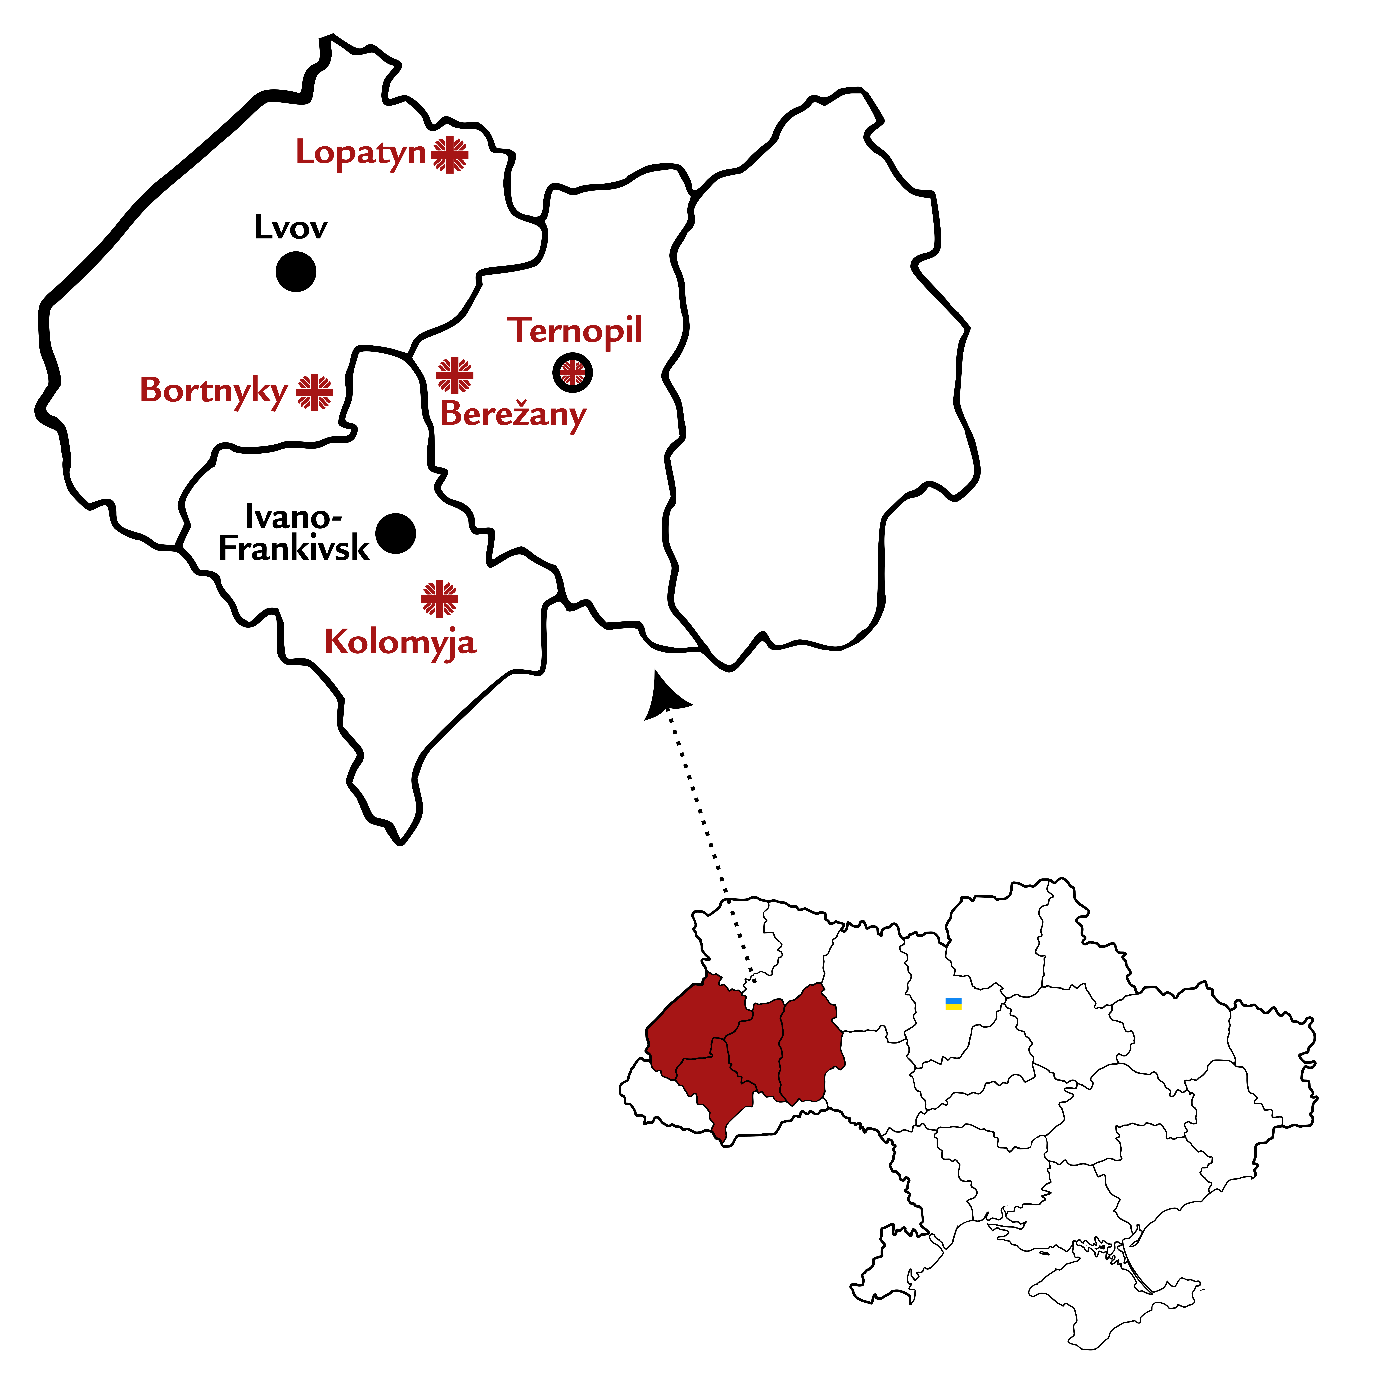 Lopatyn
Lvov
Ternopil
Bortnyky
Berežany
Ivano-
Frankivsk
Kolomyja